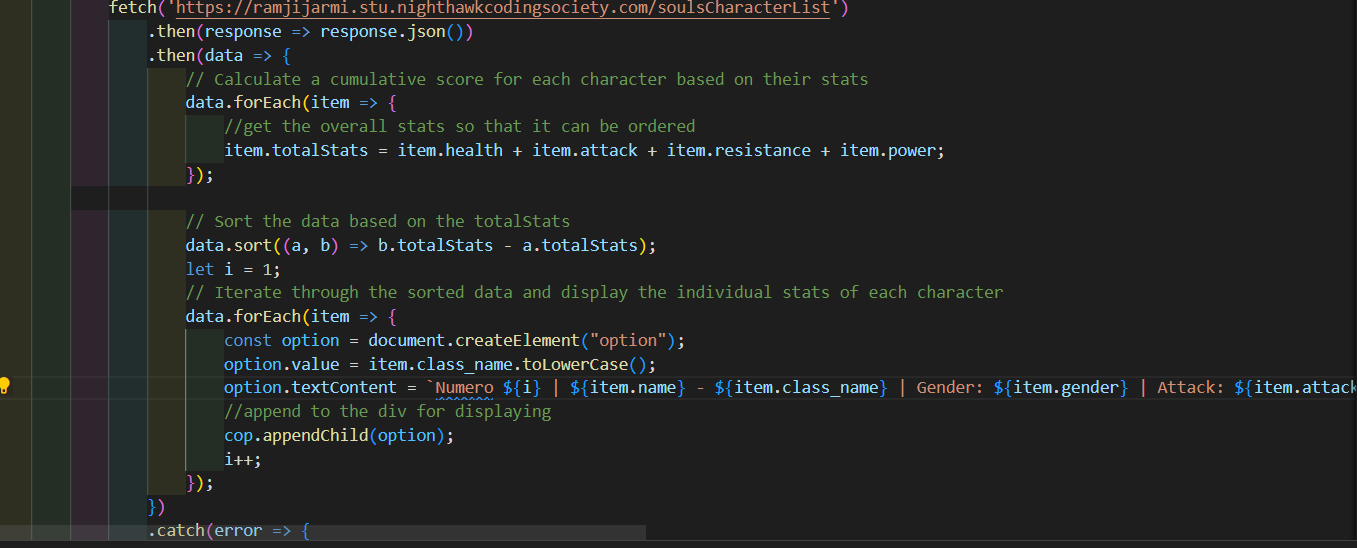 fetch('https://ramjijarmi.stu.nighthawkcodingsociety.com/soulsCharacterList')
.then(response => response.json())
.then(data => {
// Calculate a cumulative score for each character based on their stats
data.forEach(item => {
//get the overall stats so that it can be ordered
item.totalStats = item.health + item.attack + item.resistance + item.power;
});
// Sort the data based on the totalStats
data.sort((a, b) => b.totalStats - a.totalStats);
let i = 1;
// Iterate through the sorted data and display the individual stats of each character
data.forEach(item => {
const option = document.createElement("option");
option.value = item.class_name.toLowerCase();
option.textContent = `Numero ${i} | ${item.name} - ${item.class_name} | Gender: ${item.gender} | Attack: ${item.attack
//append to the div for displaying
cop.appendChild(option);
i++;
});
})
.catch(error => {